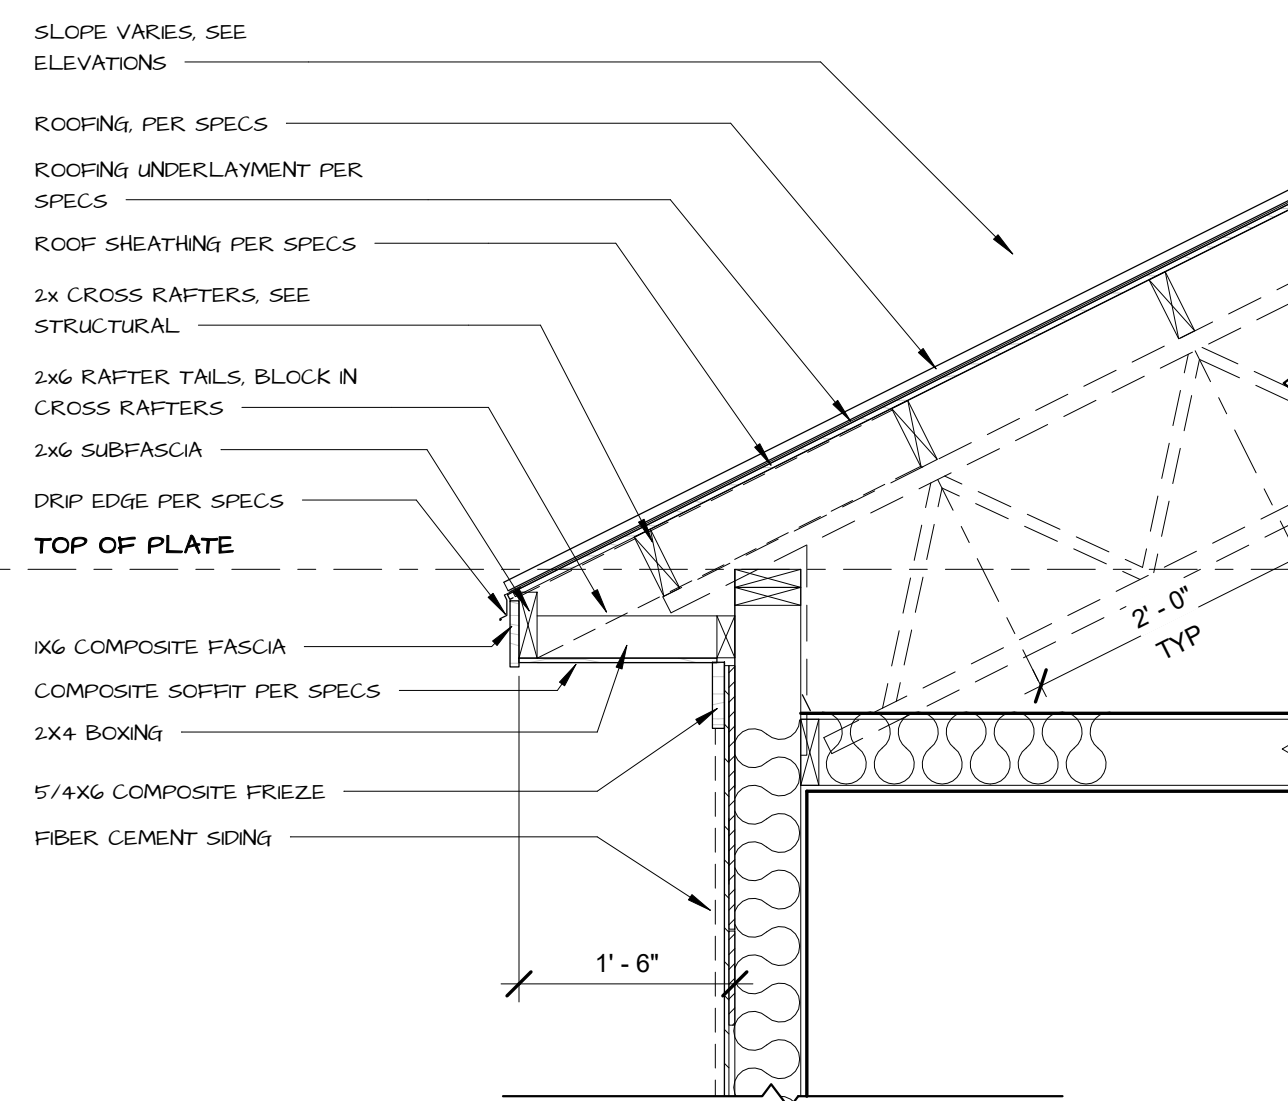 SLOPE VARIES, SEE
ELEVATIONS
ROOFING, PER SPECS
ROOFING UNDERLAYMENT PER
SPECS
ROOF SHEATHING PER SPECS
2x CROSS RAFTERS, SEE
STRUCTURAL
2x6 RAFTER TAILS, BLOCK IN
CROSS RAFTERS
2x6 SUBFASCIA
DRIP EDGE PER SPECS
TOP OF PLATE
1X6 COMPOSITE FASCIA
COMPOSITE SOFFIT PER SPECS
2X4 BOXING
5/4X6 COMPOSITE FRIEZE
FIBER CEMENT SIDING
2' - 0"
TYP
1' - 6"